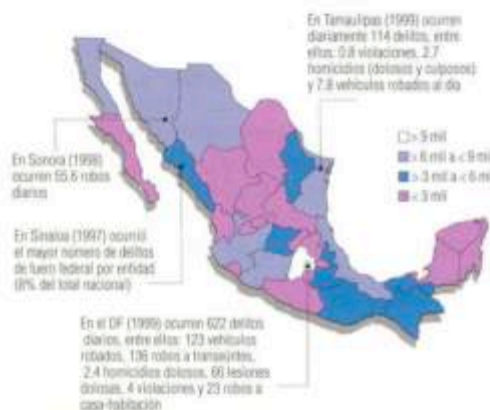 En Tamaulipas (1999) ocurren
diariamente 114 delitos, entre
ellos: 0.8 violaciones, 2.7
homicidios (dolosos y culposos)
y 7.8 vehículos robados al día
> 9 mil
> 6 mil a < 9 mil
> 3 mil a < 6 mil
< 3 mil
En Sonora (1998)
ocurren 55.6 robos
diarios
En Sinaloa (1997) ocurrió
el mayor número de delitos
de fuero federal por entidad
(8% del total nacional)
En el DF (1999) ocurren 622 delitos
diarios, entre ellos: 123 vehículos
robados, 136 robos a transeúntes,
2.4 homicidios dolosos, 66 lesiones
dolosas, 4 violaciones y 23 robos a
casa-habitación